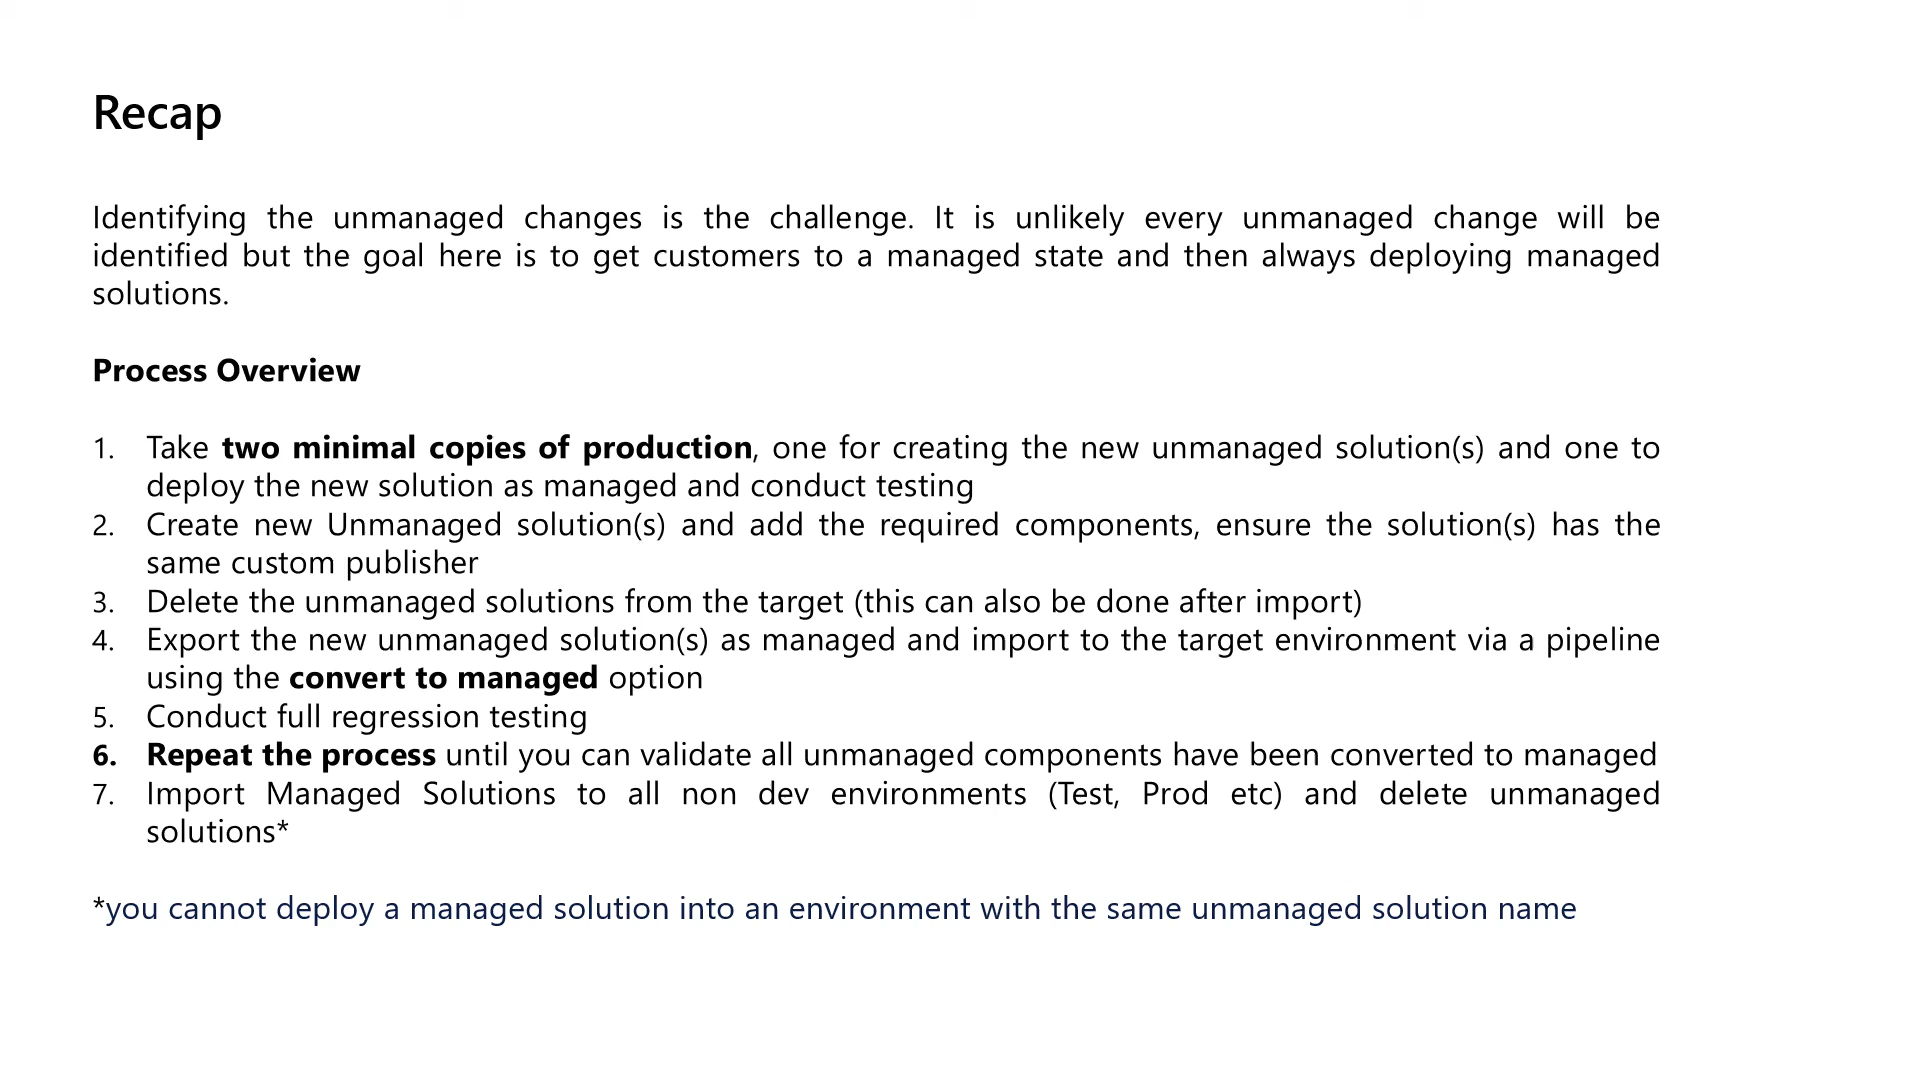 Recap
Identifying the unmanaged changes is the challenge. It is unlikely every unmanaged change will be
identified but the goal here is to get customers to a managed state and then always deploying managed
solutions.
Process Overview
1. Take two minimal copies of production, one for creating the new unmanaged solution(s) and one to
deploy the new solution as managed and conduct testing
2. Create new Unmanaged solution(s) and add the required components, ensure the solution(s) has the
same custom publisher
3. Delete the unmanaged solutions from the target (this can also be done after import)
4. Export the new unmanaged solution(s) as managed and import to the target environment via a pipeline
using the convert to managed option
5. Conduct full regression testing
6. Repeat the process until you can validate all unmanaged components have been converted to managed
7. Import Managed Solutions to all non dev environments (Test, Prod etc) and delete unmanaged
solutions*
*you cannot deploy a managed solution into an environment with the same unmanaged solution name